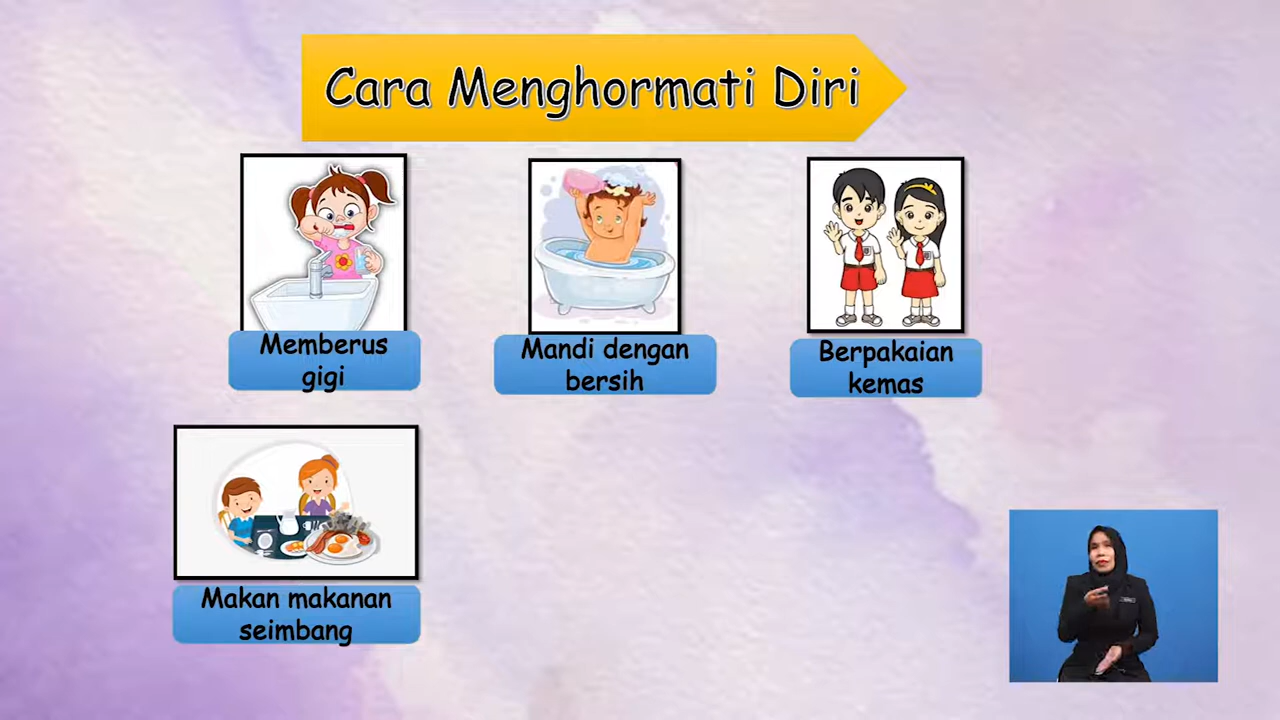 Cara Menghormati Diri
Memberus
gigi
Mandi dengan
bersih
Berpakaian
kemas
Makan makanan
seimbang